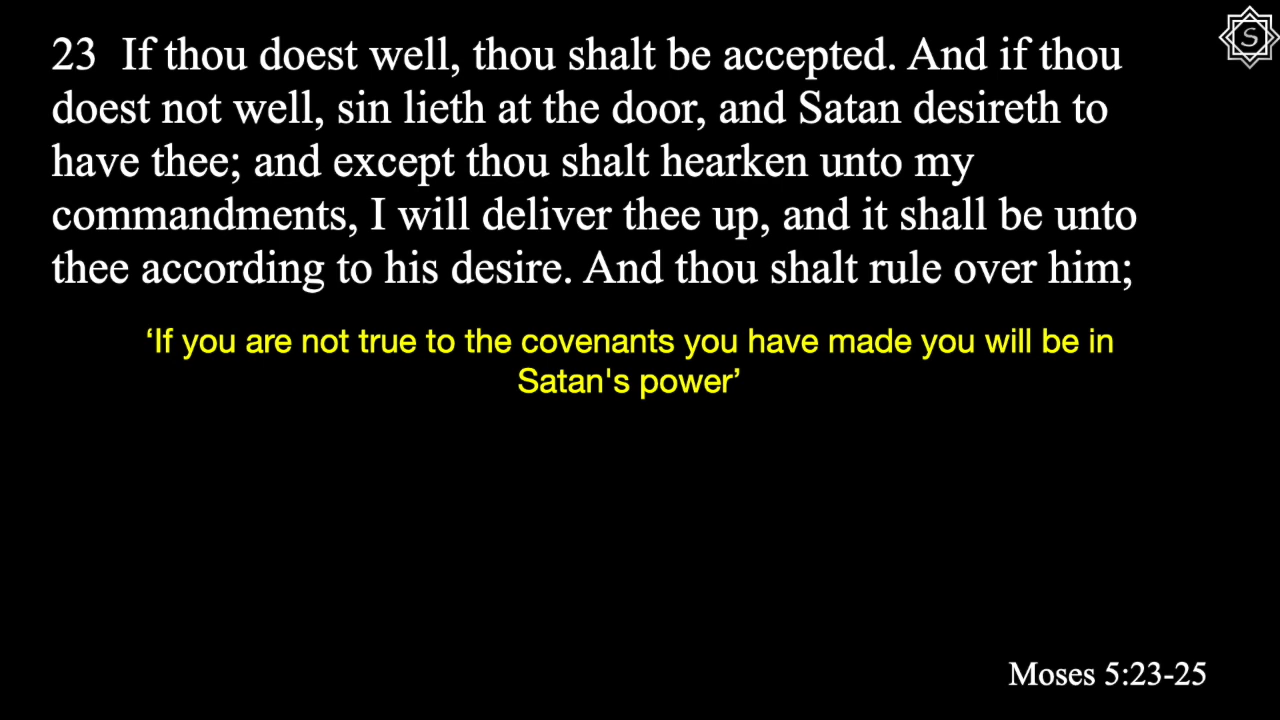 23 If thou doest well, thou shalt be accepted. And if thou
doest not well, sin lieth at the door, and Satan desireth to
have thee; and except thou shalt hearken unto my
commandments, I will deliver thee up, and it shall be unto
thee according to his desire. And thou shalt rule over him;
‘If you are not true to the covenants you have made you will be in
Satan's power’
Moses 5:23-25
S